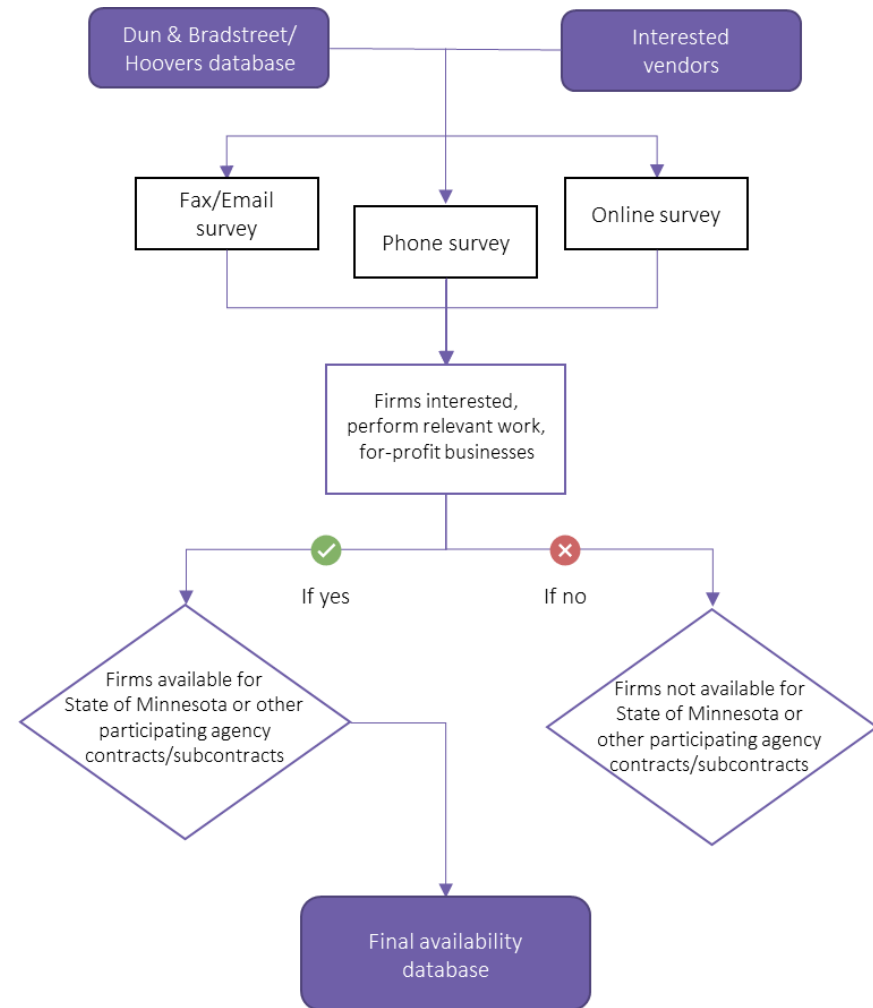 Dun & Bradstreet/
Hoovers database
Interested
vendors
Fax/Email
survey
Phone survey
Online survey
Firms interested,
perform relevant work,
for-profit businesses
If yes
If no
Firms available for
State of Minnesota or other
participating agency
contracts/subcontracts
Firms not available for
State of Minnesota or
other participating agency
contracts/subcontracts
Final availability
database